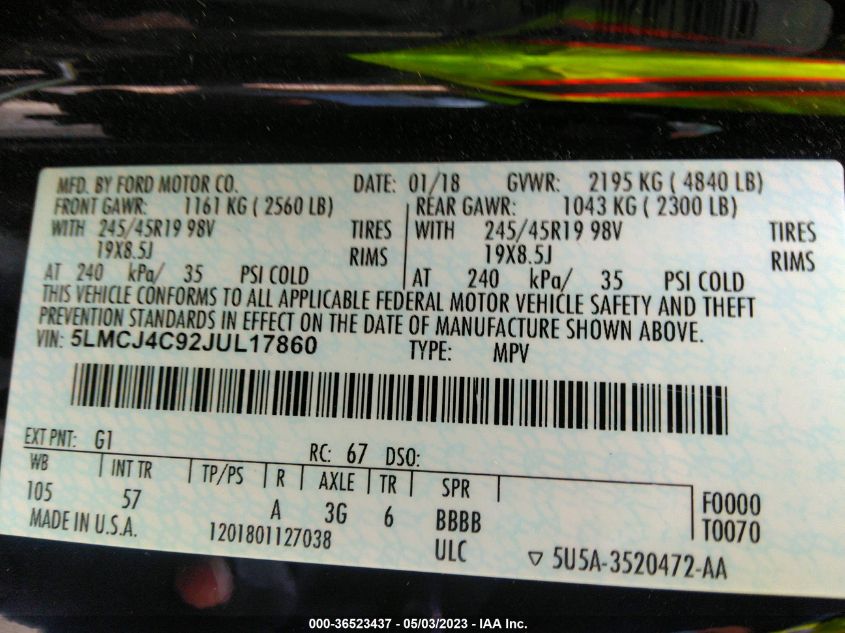 MFD. BY FORD MOTOR CO. DATE: 01/18 GVWR: 2195 KG ( 4840 LB)
FRONT GAWR: 1161 KG ( 2560 LB) REAR GAWR: 1043 KG ( 2300 LB)
WITH 245/45R19 98V TIRES WITH 245/45R19 98V TIRES
19X8.5J RIMS 19X8.5J RIMS
AT 240 kPa/ 35 PSI COLD AT 240 kPa/ 35 PSI COLD
THIS VEHICLE CONFORMS TO ALL APPLICABLE FEDERAL MOTOR VEHICLE SAFETY AND THEFT
PREVENTION STANDARDS IN EFFECT ON THE DATE OF MANUFACTURE SHOWN ABOVE.
VIN: 5LMCJ4C92JUL17860 TYPE: MPV
EXT PNT: G1 RC: 67 DSO:
WB INT TR TP/PS R AXLE TR SPR
105 57 A 3G 6 BBBB F0000
MADE IN U.S.A. 1201801127038 ULC T0070
▽ 5U5A-3520472-AA
000-36523437 - 05/03/2023 - IAA Inc.